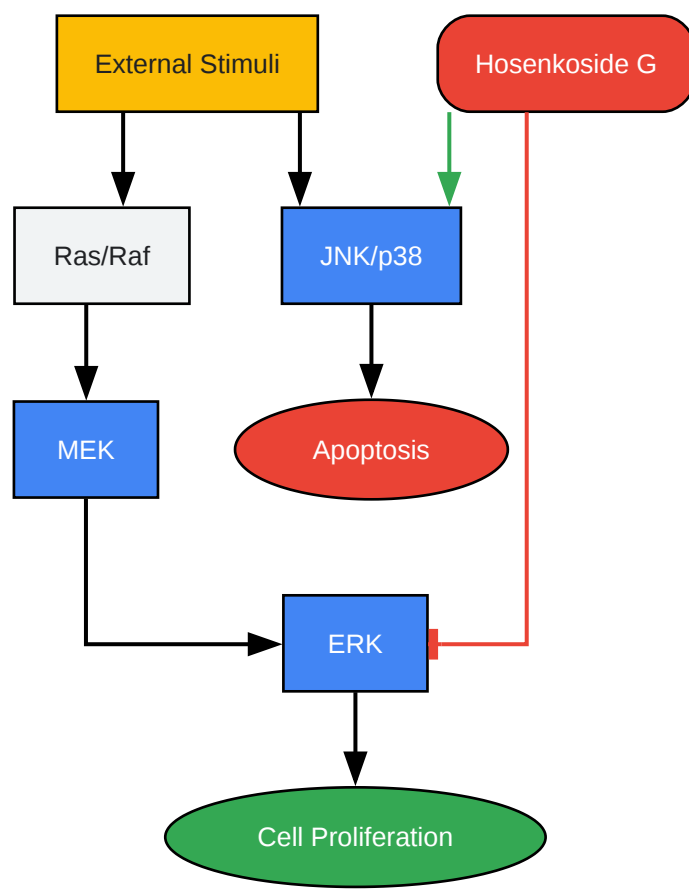 External Stimuli
Hosenkoside G
Ras/Raf
JNK/p38
MEK
Apoptosis
ERK
Cell Proliferation